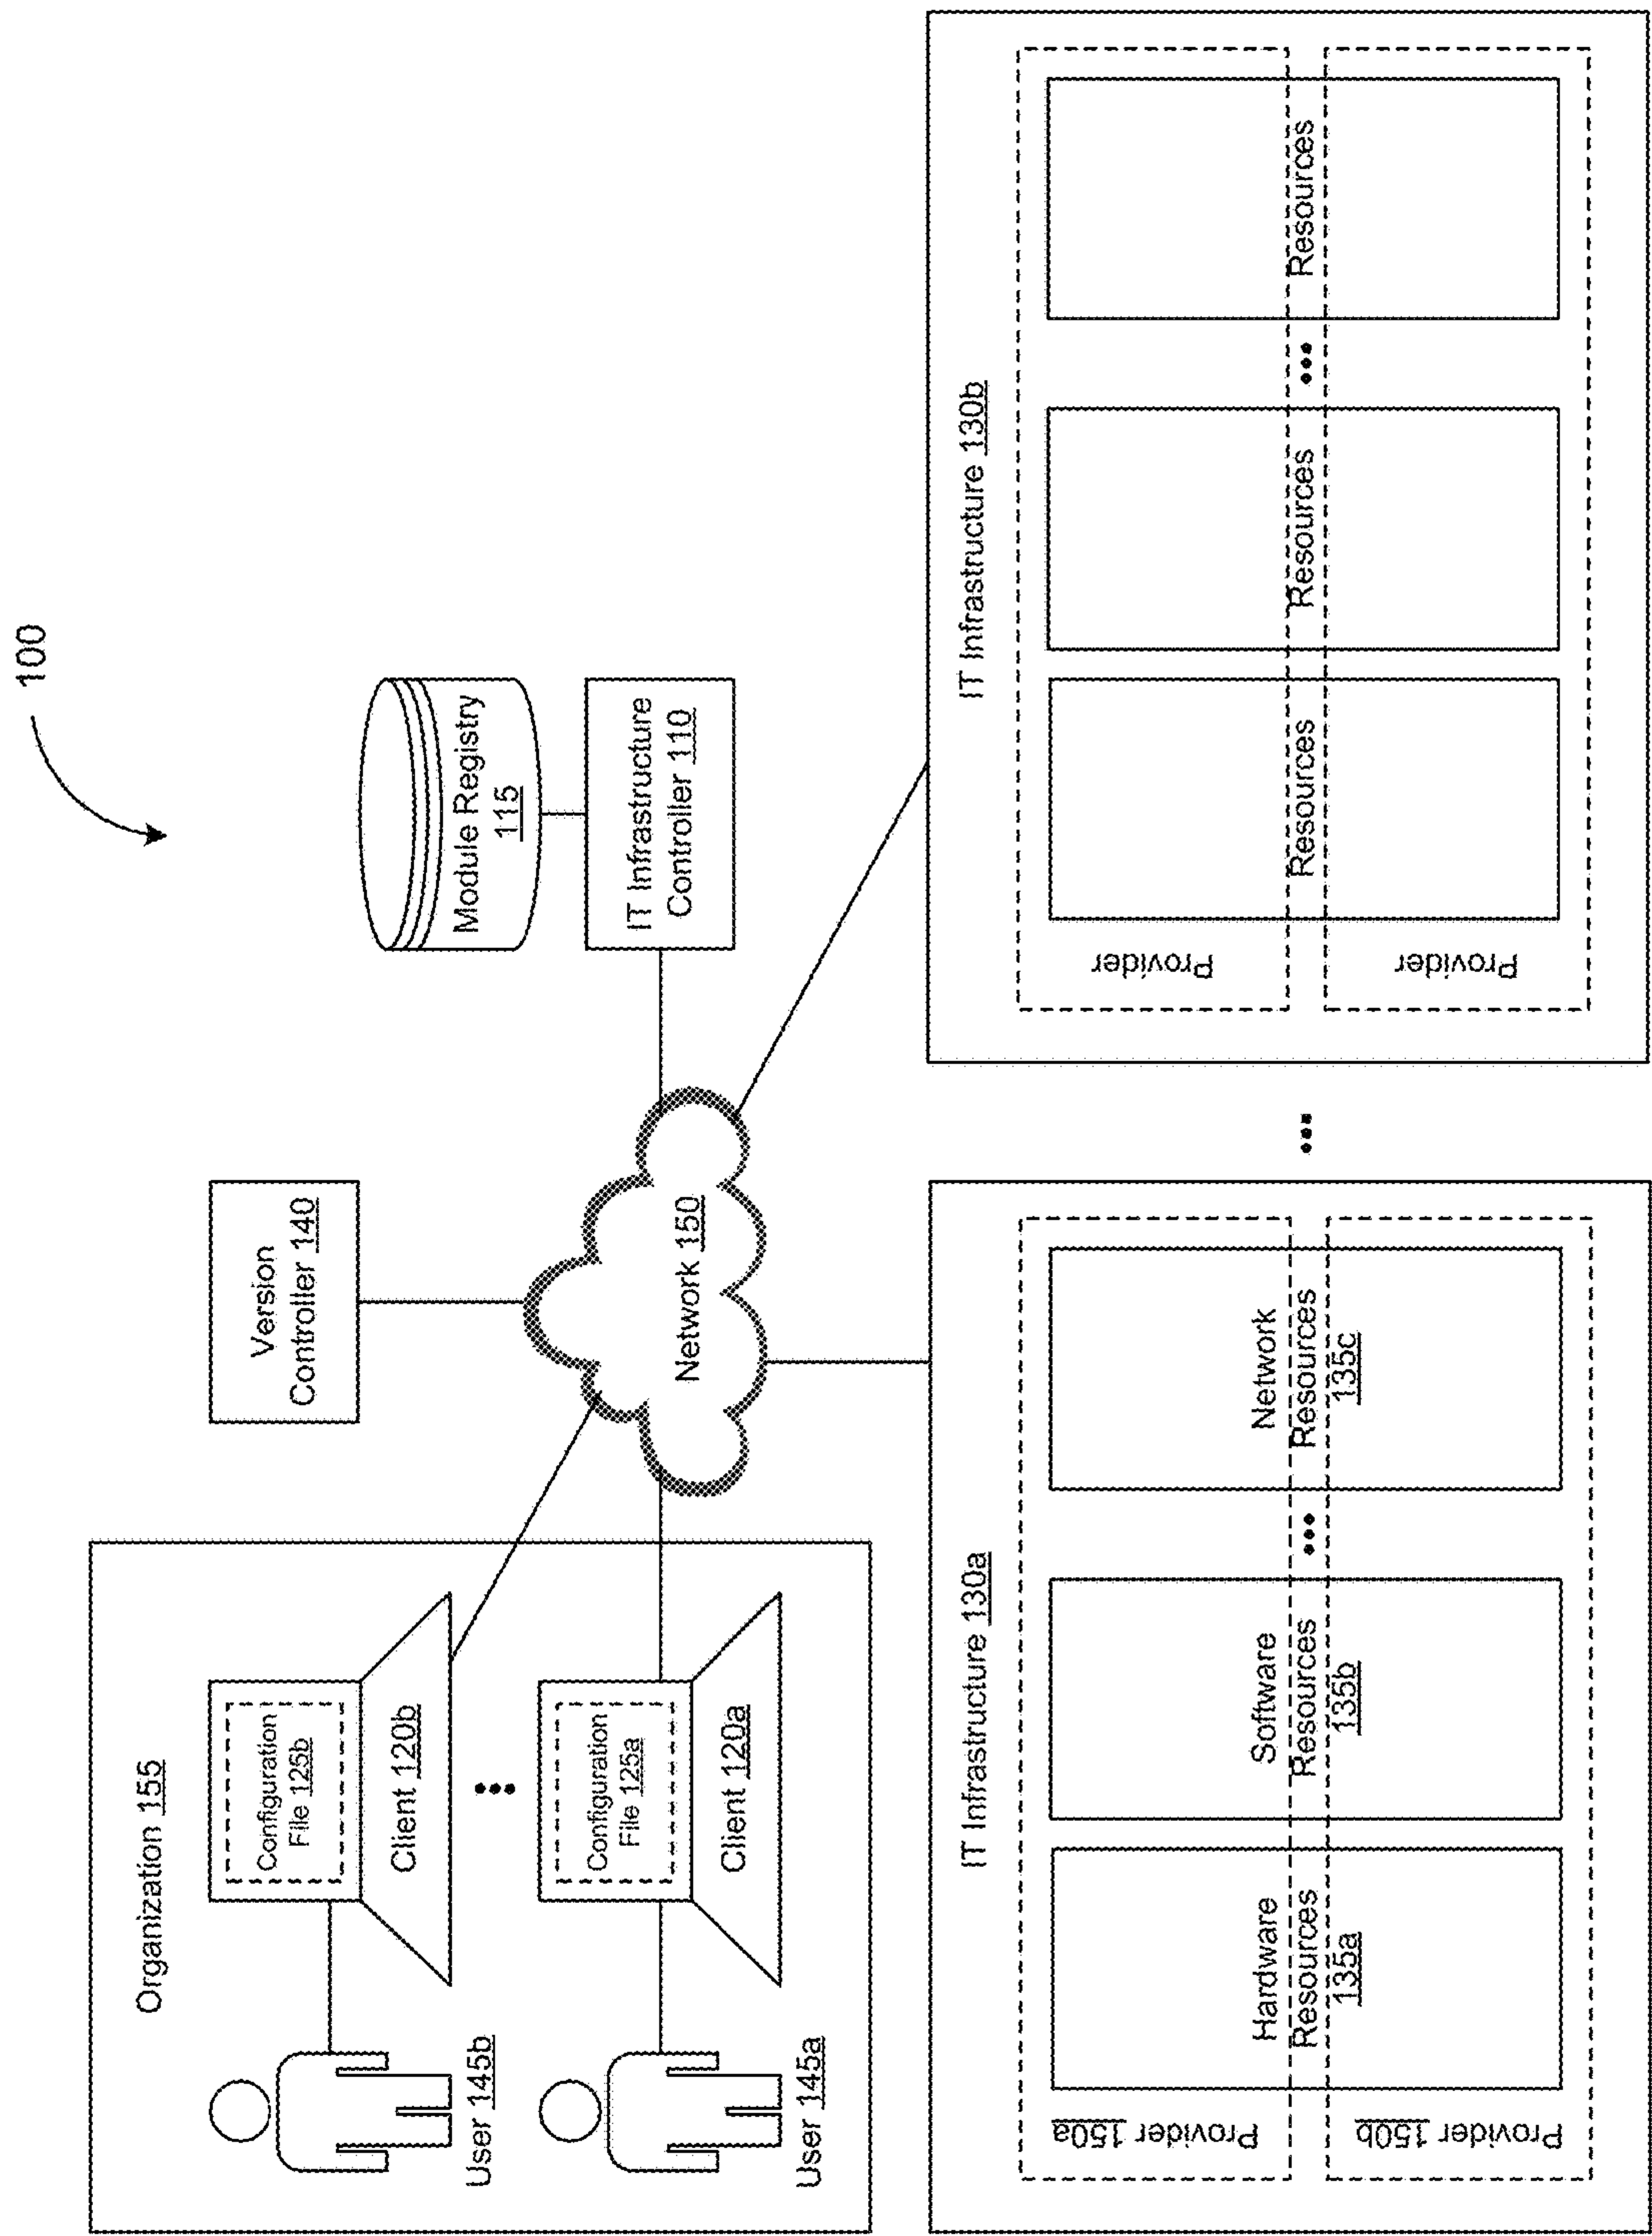 100
Organization 155
Configuration
File 125b
Client 120b
User 145b
•••
Configuration
File 125a
Client 120a
User 145a
Version
Controller 140
Network 150
Module Registry
115
IT Infrastructure
Controller 110
IT Infrastructure 130a
Provider 150a
Provider 150b
Hardware
Resources
135a
Software
Resources
135b
•••
Network
Resources
135c
•••
IT Infrastructure 130b
Provider
Provider
Resources
Resources
•••
Resources